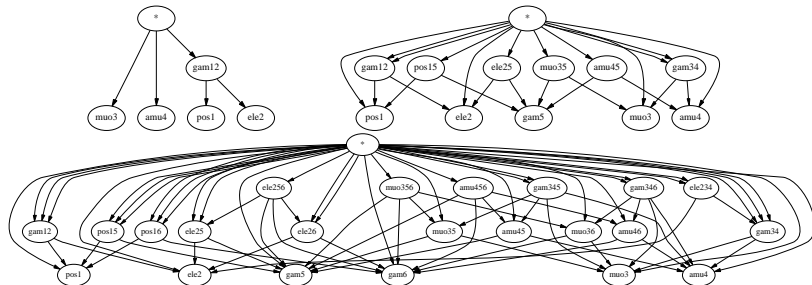 *
*
gam12
gam12 pos15 ele25 muo35 amu45 gam34
muo3 amu4 pos1 ele2
pos1 ele2 gam5 muo3 amu4
*
ele256 muo356 amu456 gam345 gam346 ele234
gam12 pos15 pos16 ele25 ele26 muo35 amu45 muo36 amu46 gam34
pos1 ele2 gam5 gam6 muo3 amu4